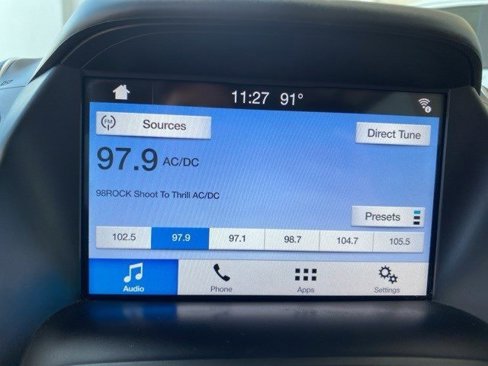 11:27 91°
FM Sources
Direct Tune
97.9 AC/DC
98ROCK Shoot To Thrill AC/DC
Presets
102.5 97.9 97.1 98.7 104.7 105.5
Audio Phone Apps Settings